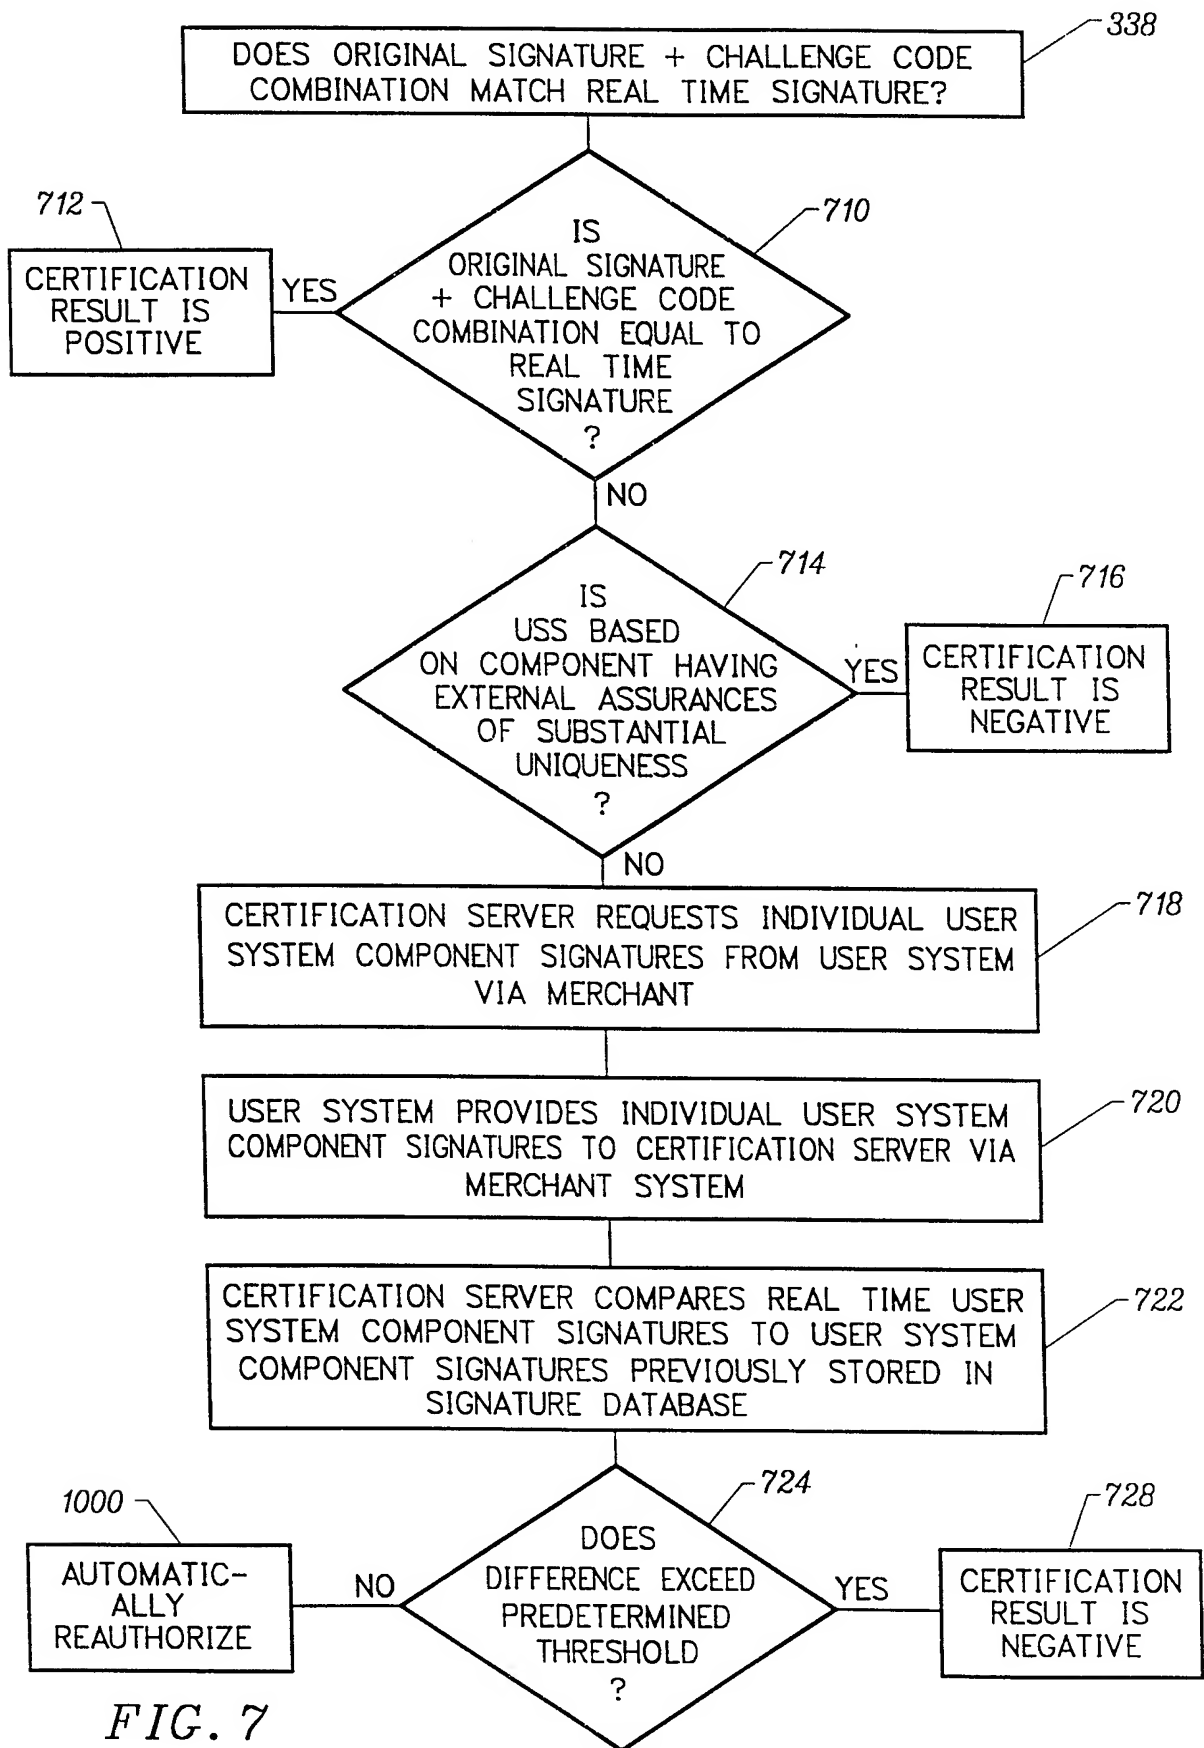 338
DOES ORIGINAL SIGNATURE + CHALLENGE CODE
COMBINATION MATCH REAL TIME SIGNATURE?
712
CERTIFICATION
RESULT IS
POSITIVE
YES
710
IS
ORIGINAL SIGNATURE
+ CHALLENGE CODE
COMBINATION EQUAL TO
REAL TIME
SIGNATURE
?
NO
714
IS
USS BASED
ON COMPONENT HAVING
EXTERNAL ASSURANCES
OF SUBSTANTIAL
UNIQUENESS
?
YES
716
CERTIFICATION
RESULT IS
NEGATIVE
NO
718
CERTIFICATION SERVER REQUESTS INDIVIDUAL USER
SYSTEM COMPONENT SIGNATURES FROM USER SYSTEM
VIA MERCHANT
720
USER SYSTEM PROVIDES INDIVIDUAL USER SYSTEM
COMPONENT SIGNATURES TO CERTIFICATION SERVER VIA
MERCHANT SYSTEM
722
CERTIFICATION SERVER COMPARES REAL TIME USER
SYSTEM COMPONENT SIGNATURES TO USER SYSTEM
COMPONENT SIGNATURES PREVIOUSLY STORED IN
SIGNATURE DATABASE
1000
AUTOMATIC-
ALLY
REAUTHORIZE
NO
724
DOES
DIFFERENCE EXCEED
PREDETERMINED
THRESHOLD
?
YES
728
CERTIFICATION
RESULT IS
NEGATIVE
FIG. 7